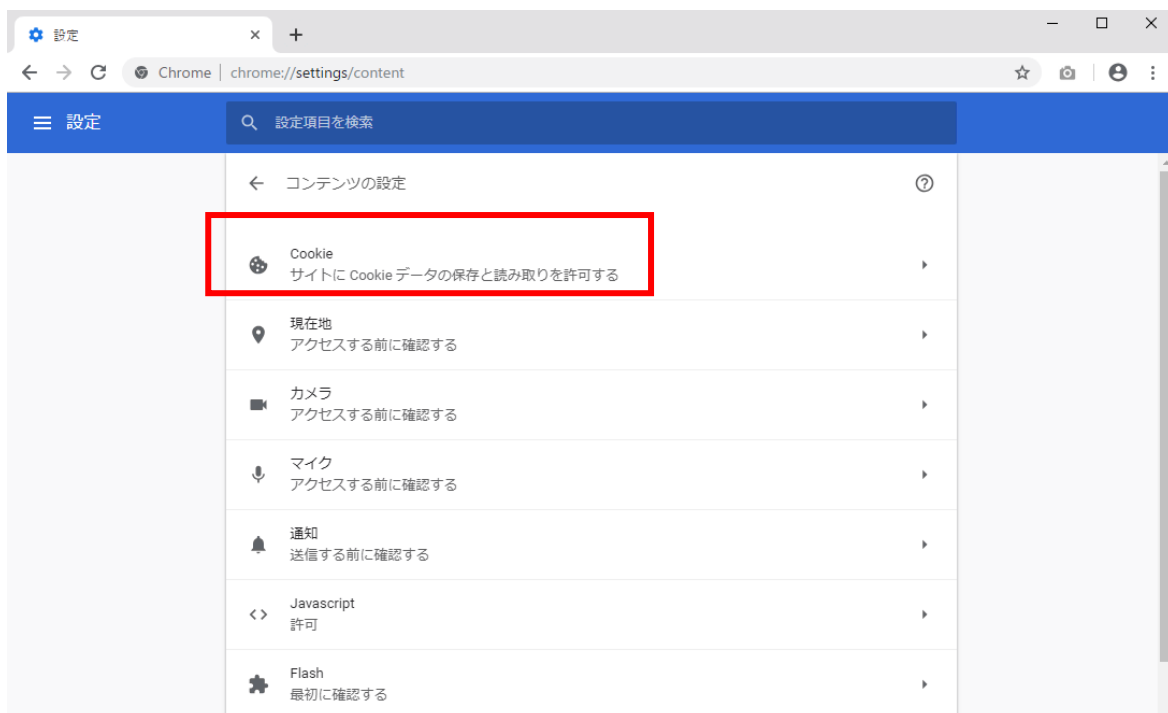 設定
Chrome chrome://settings/content
設定
設定項目を検索
コンテンツの設定
Cookie
サイトに Cookie データの保存と読み取りを許可する
現在地
アクセスする前に確認する
カメラ
アクセスする前に確認する
マイク
アクセスする前に確認する
通知
送信する前に確認する
Javascript
許可
Flash
最初に確認する